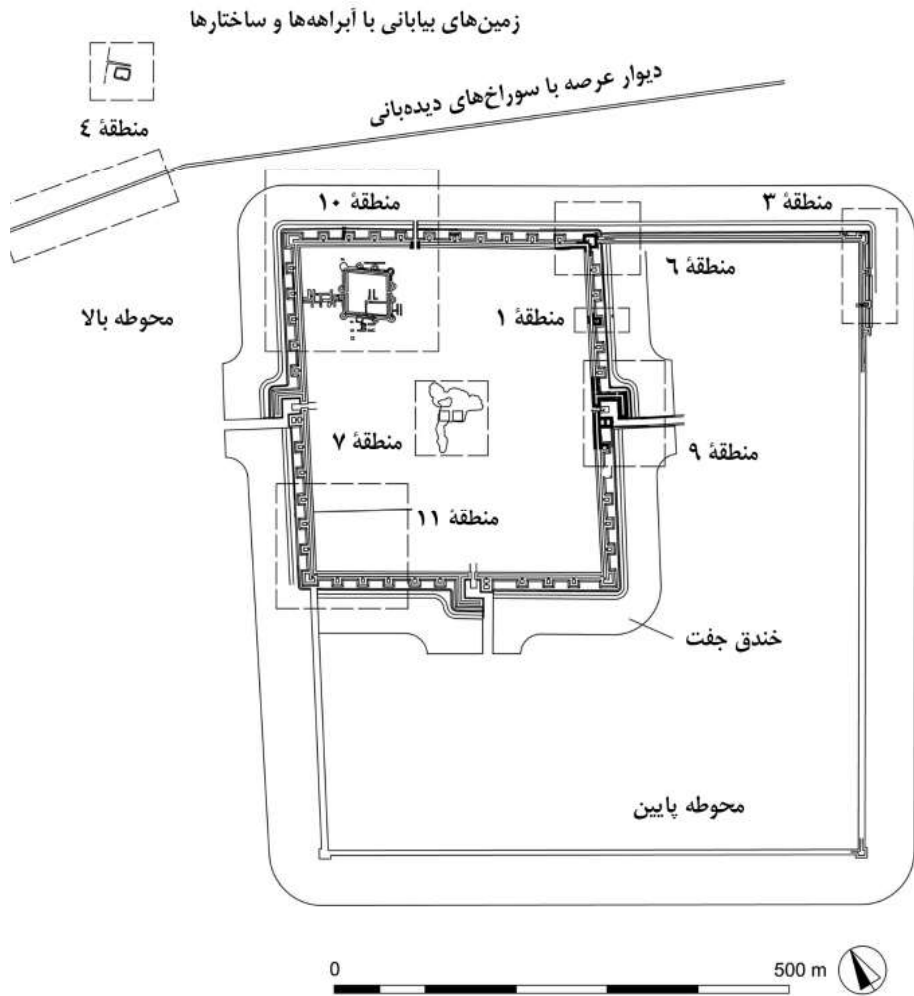 زمین‌های بیابانی با آبراهه‌ها و ساختارها
دیوار عرصه با سوراخ‌های دیده‌بانی
منطقهٔ ٤
منطقهٔ ١٠
منطقهٔ ٣
منطقهٔ ٦
محوطه بالا
منطقهٔ ١
منطقهٔ ٧
منطقهٔ ٩
منطقهٔ ١١
خندق جفت
محوطه پایین
0
500 m